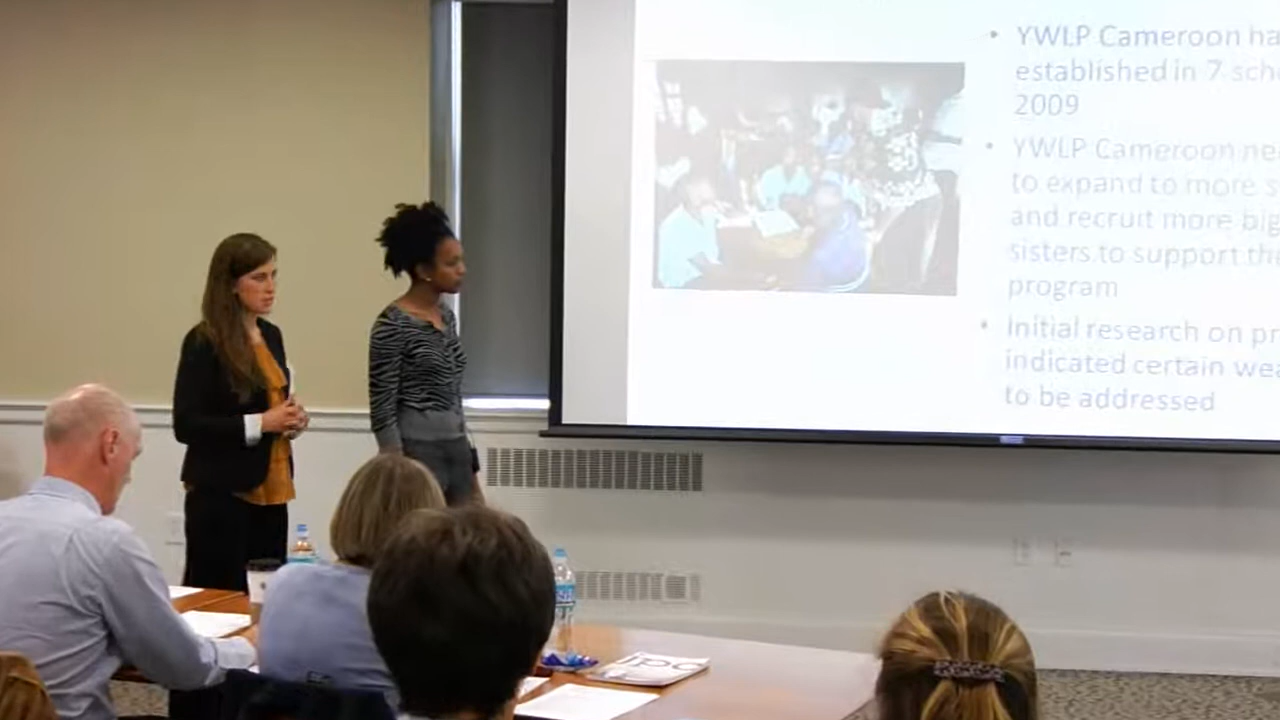 • YWLP Cameroon ha
established in 7 sch
2009
• YWLP Cameroon nee
to expand to more s
and recruit more big
sisters to support the
program
• Initial research on pr
indicated certain wea
to be addressed